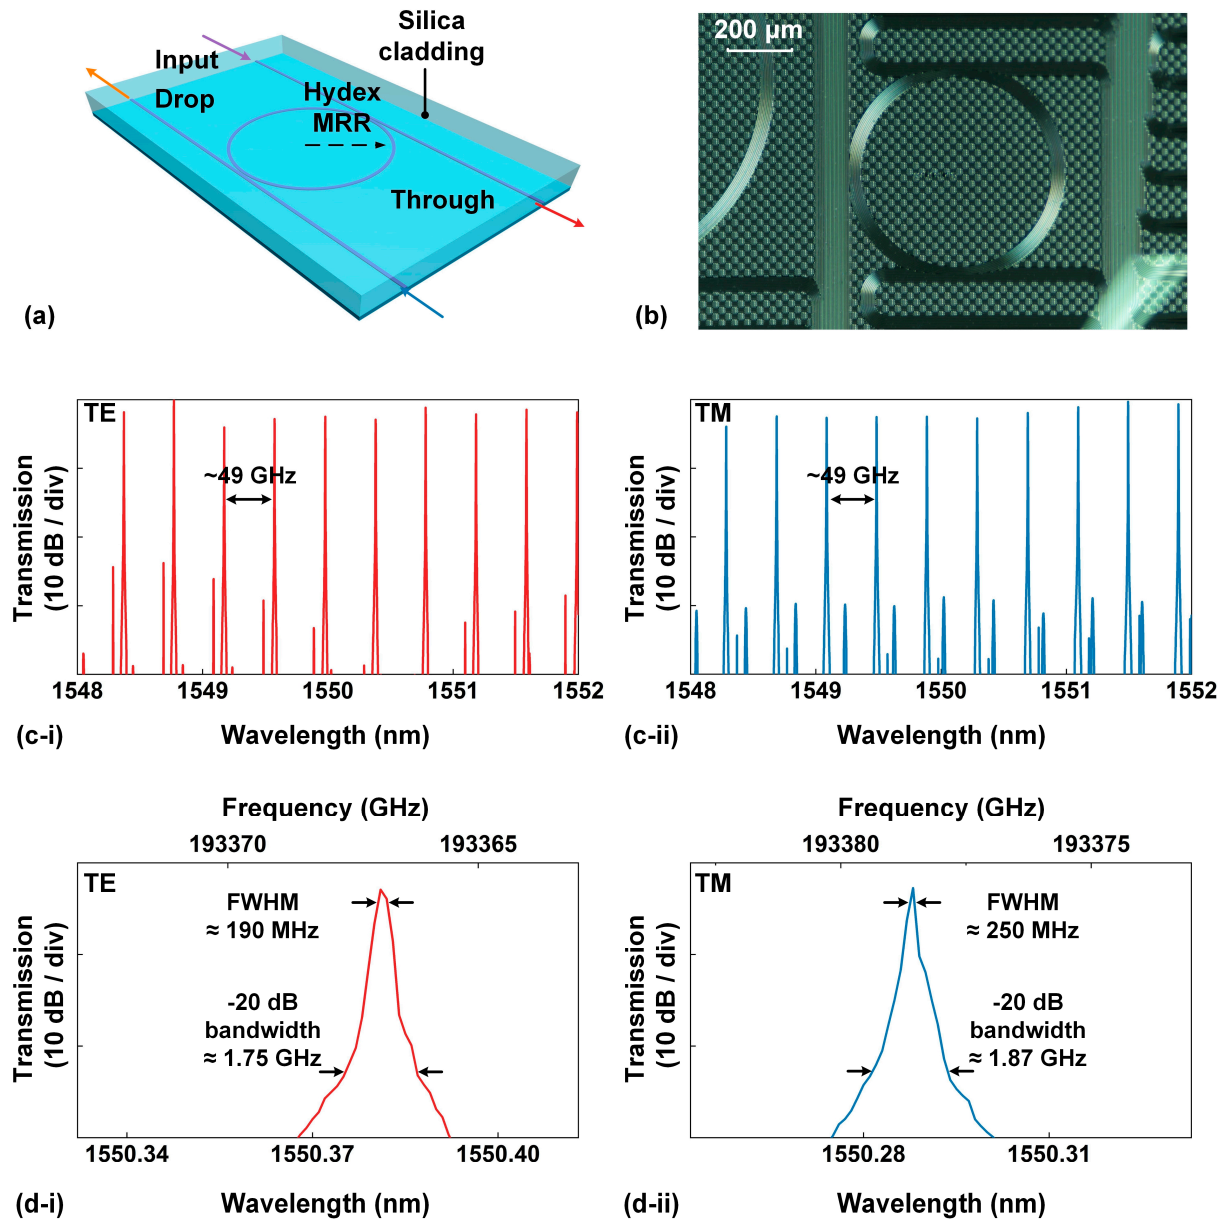 Silica
cladding
Input
Drop
Hydex
MRR
Through
(a)
200 µm
(b)
TE
~49 GHz
Transmission
(10 dB / div)
1548
1549
1550
1551
1552
(c-i)
Wavelength (nm)
TM
~49 GHz
Transmission
(10 dB / div)
1548
1549
1550
1551
1552
(c-ii)
Wavelength (nm)
Frequency (GHz)
193370
193365
TE
FWHM
≈ 190 MHz
-20 dB
bandwidth
≈ 1.75 GHz
Transmission
(10 dB / div)
1550.34
1550.37
1550.40
(d-i)
Wavelength (nm)
Frequency (GHz)
193380
193375
TM
FWHM
≈ 250 MHz
-20 dB
bandwidth
≈ 1.87 GHz
Transmission
(10 dB / div)
1550.28
1550.31
(d-ii)
Wavelength (nm)